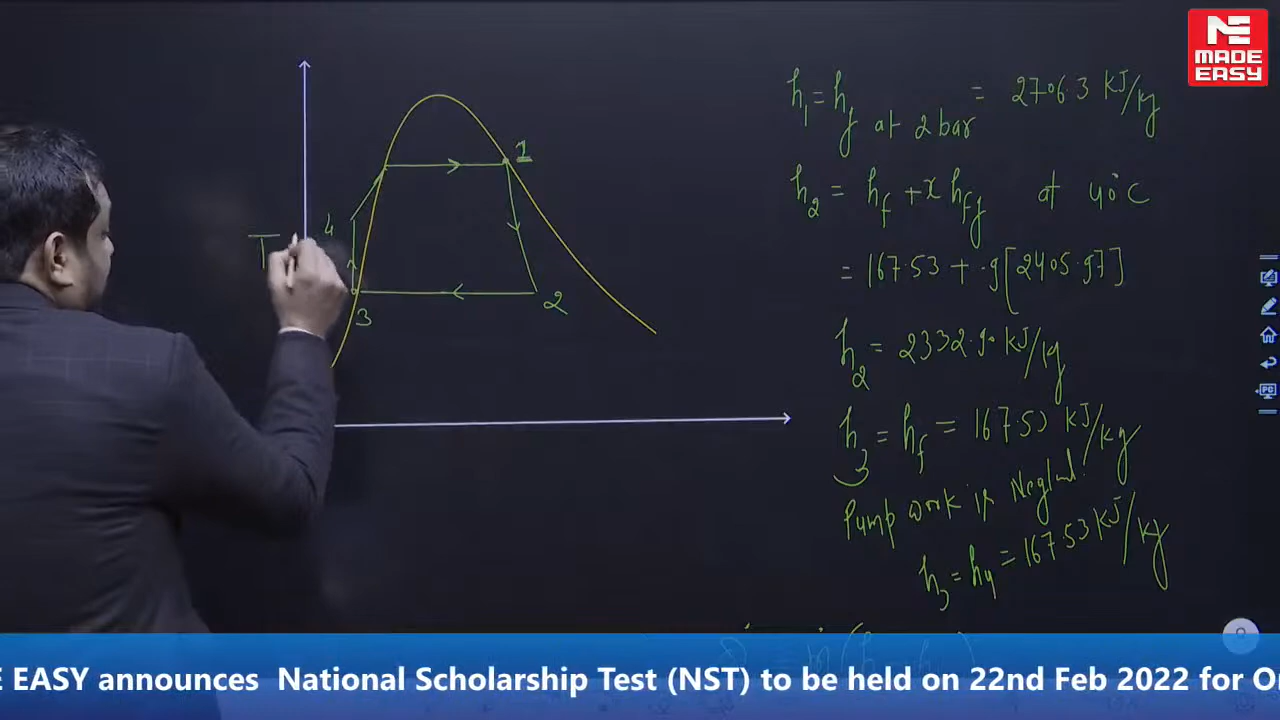 MADE EASY
T
1
2
3
4
h₁ = hg at 2 bar = 2706.3 KJ/kg
h₂ = hf + x hfg at 40°C
= 167.53 + .9[2405.97]
h₂ = 2332.90 KJ/kg
h₃ = hf = 167.53 KJ/kg
Pump work is
h₃ = h₄ = 167.53 KJ/kg
EASY announces National Scholarship Test (NST) to be held on 22nd Feb 2022 for